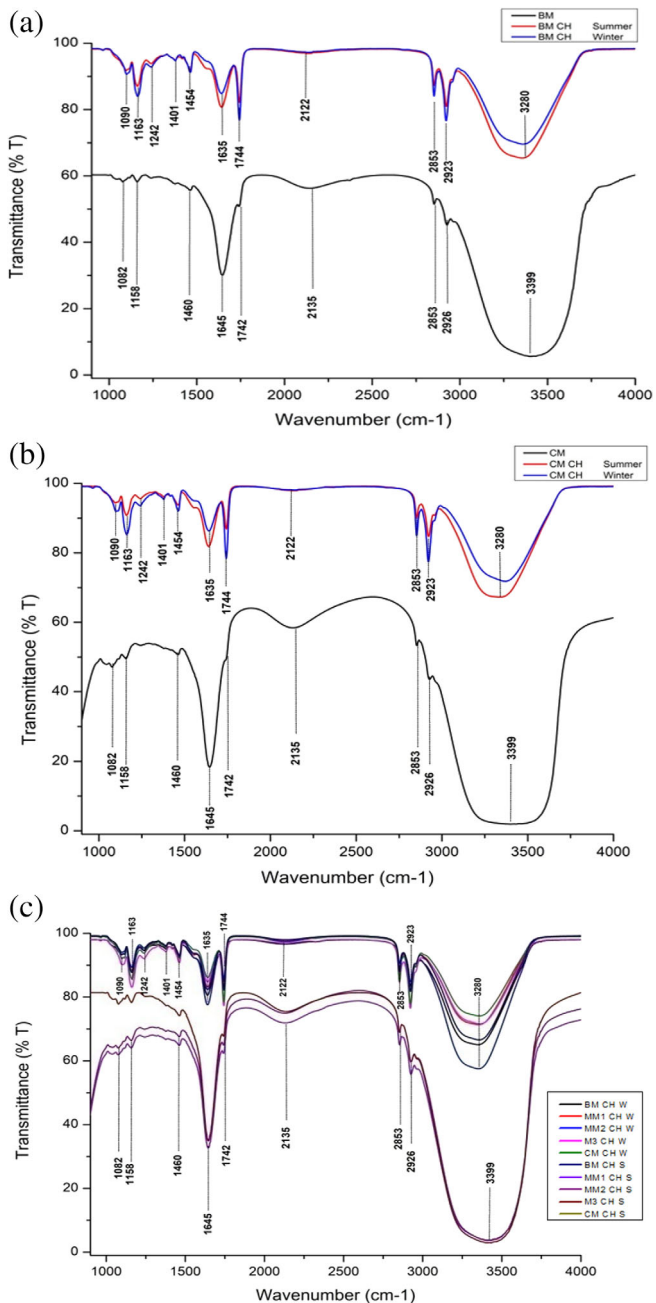 (a)
BM
BM CH Summer
BM CH Winter
100
80
60
40
20
0
Transmittance (% T)
1090
1163
1242
1401
1454
1635
1744
2122
2853
2923
3280
1082
1158
1460
1645
1742
2135
2853
2926
3399
1000 1500 2000 2500 3000 3500 4000
Wavenumber (cm-1)
(b)
CM
CM CH Summer
CM CH Winter
100
80
60
40
20
0
Transmittance (% T)
1090
1163
1242
1401
1454
1635
1744
2122
2853
2923
3280
1082
1158
1460
1645
1742
2135
2853
2926
3399
1000 1500 2000 2500 3000 3500 4000
Wavenumber (cm-1)
(c)
100
80
60
40
20
0
Transmittance (% T)
1163
1635
1744
2923
1090
1242
1401
1454
2122
2853
3280
1082
1158
1460
1645
1742
2135
2853
2926
3399
BM CH W
MM1 CH W
MM2 CH W
M3 CH W
CM CH W
BM CH S
MM1 CH S
MM2 CH S
M3 CH S
CM CH S
1000 1500 2000 2500 3000 3500 4000
Wavenumber (cm-1)